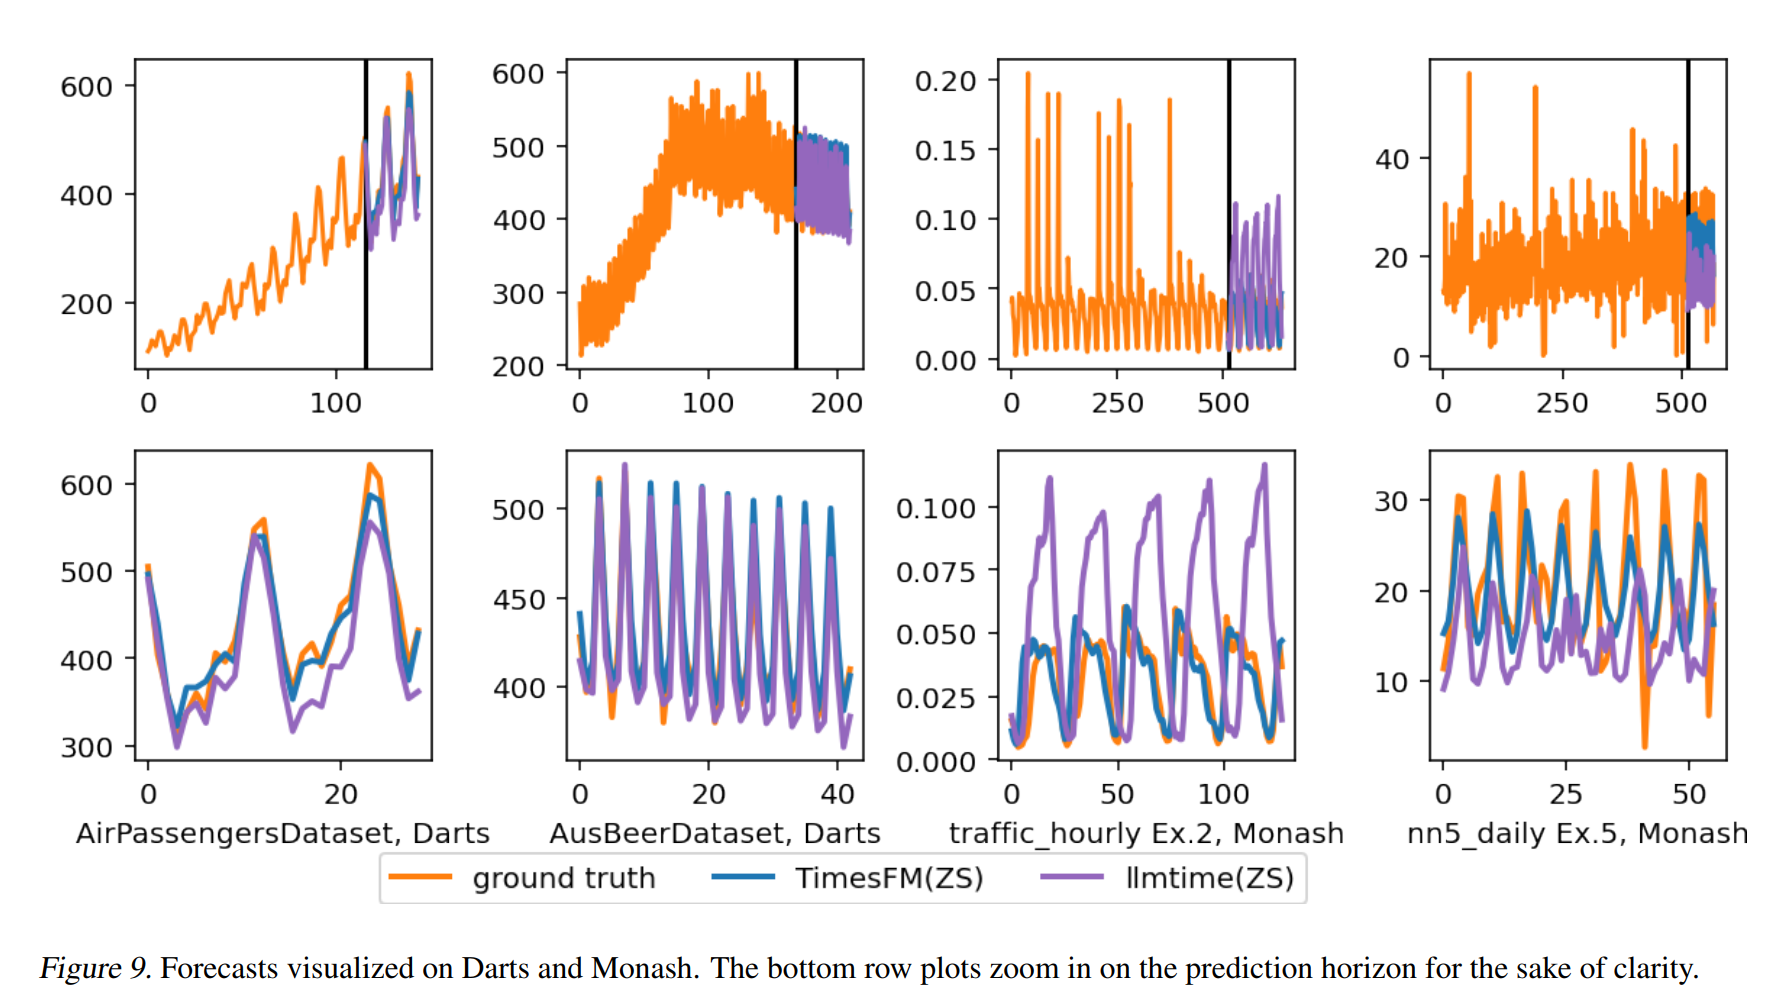 600
400
200
0 100
600
500
400
300
200
0 100 200
0.20
0.15
0.10
0.05
0.00
0 250 500
40
20
0
0 250 500
600
500
400
300
0 20
AirPassengersDataset, Darts
500
450
400
0 20 40
AusBeerDataset, Darts
0.100
0.075
0.050
0.025
0.000
0 50 100
traffic_hourly Ex.2, Monash
30
20
10
0 25 50
nn5_daily Ex.5, Monash
ground truth TimesFM(ZS) llmtime(ZS)
Figure 9. Forecasts visualized on Darts and Monash. The bottom row plots zoom in on the prediction horizon for the sake of clarity.